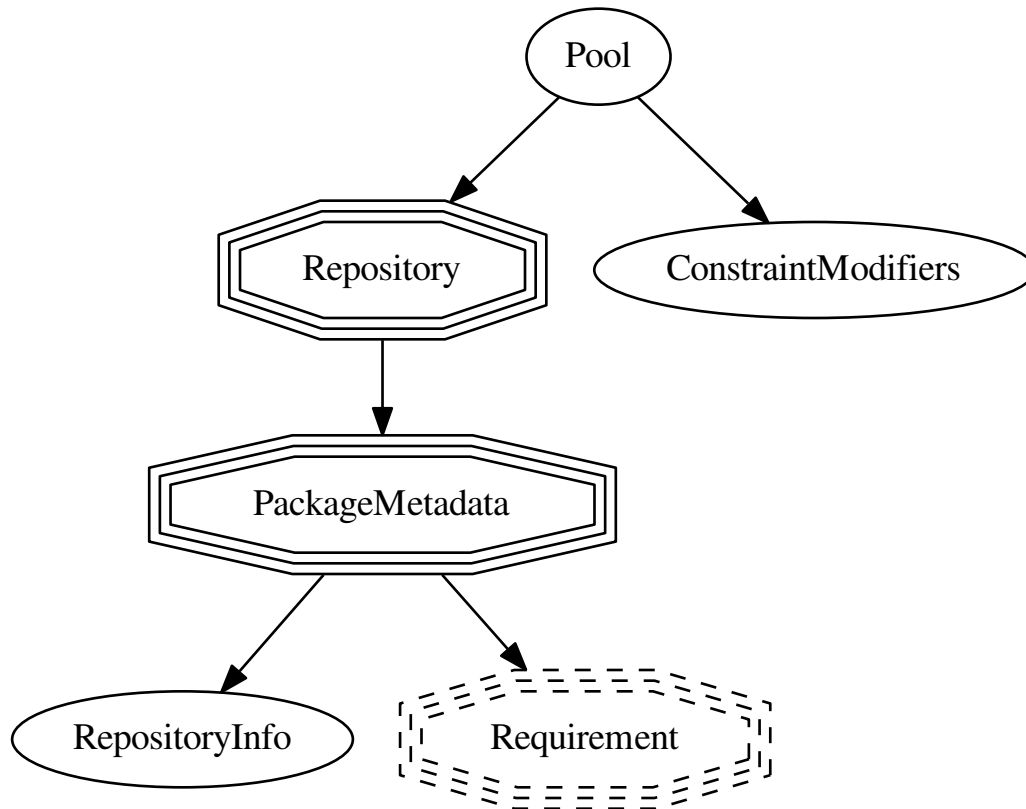 Pool
Repository
ConstraintModifiers
PackageMetadata
RepositoryInfo
Requirement